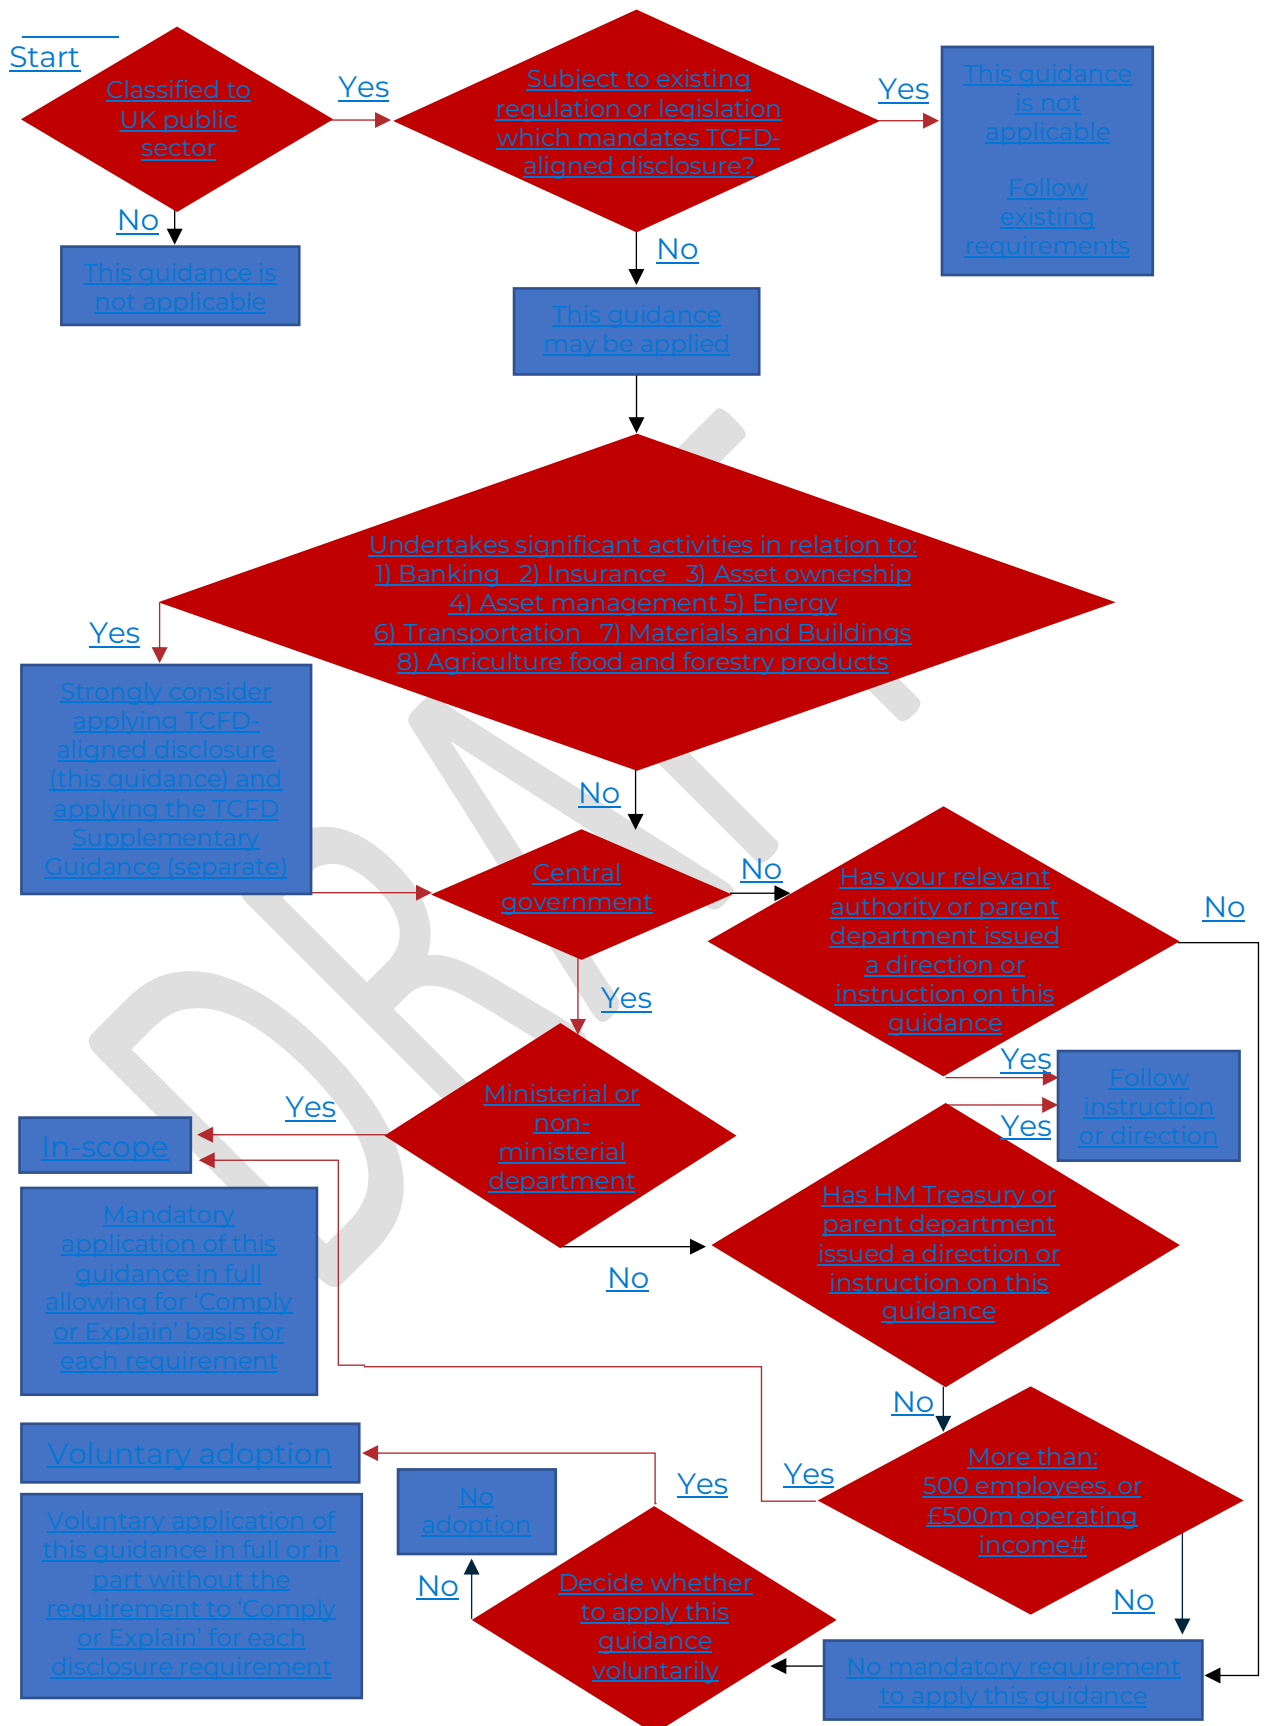 Start
Classified to
UK public
sector
Yes
Subject to existing
regulation or legislation
which mandates TCFD-
aligned disclosure?
Yes
This guidance
is not
applicable
Follow
existing
requirements
No
This guidance is
not applicable
No
This guidance
may be applied
Undertakes significant activities in relation to:
1) Banking 2) Insurance 3) Asset ownership
4) Asset management 5) Energy
6) Transportation 7) Materials and Buildings
8) Agriculture food and forestry products
Yes
Strongly consider
applying TCFD-
aligned disclosure
(this guidance) and
applying the TCFD
Supplementary
Guidance (separate)
No
Central
government
No
Has your relevant
authority or parent
department issued
a direction or
instruction on this
guidance
No
Yes
Yes
Follow
instruction
or direction
Yes
Ministerial or
non-
ministerial
department
Yes
In-scope
Mandatory
application of this
guidance in full
allowing for ‘Comply
or Explain’ basis for
each requirement
No
Has HM Treasury or
parent department
issued a direction or
instruction on this
guidance
No
More than:
500 employees, or
£500m operating
income#
Yes
No
Voluntary adoption
Voluntary application of
this guidance in full or in
part without the
requirement to ‘Comply
or Explain’ for each
disclosure requirement
No
adoption
Yes
No
Decide whether
to apply this
guidance
voluntarily
No mandatory requirement
to apply this guidance
DRAFT